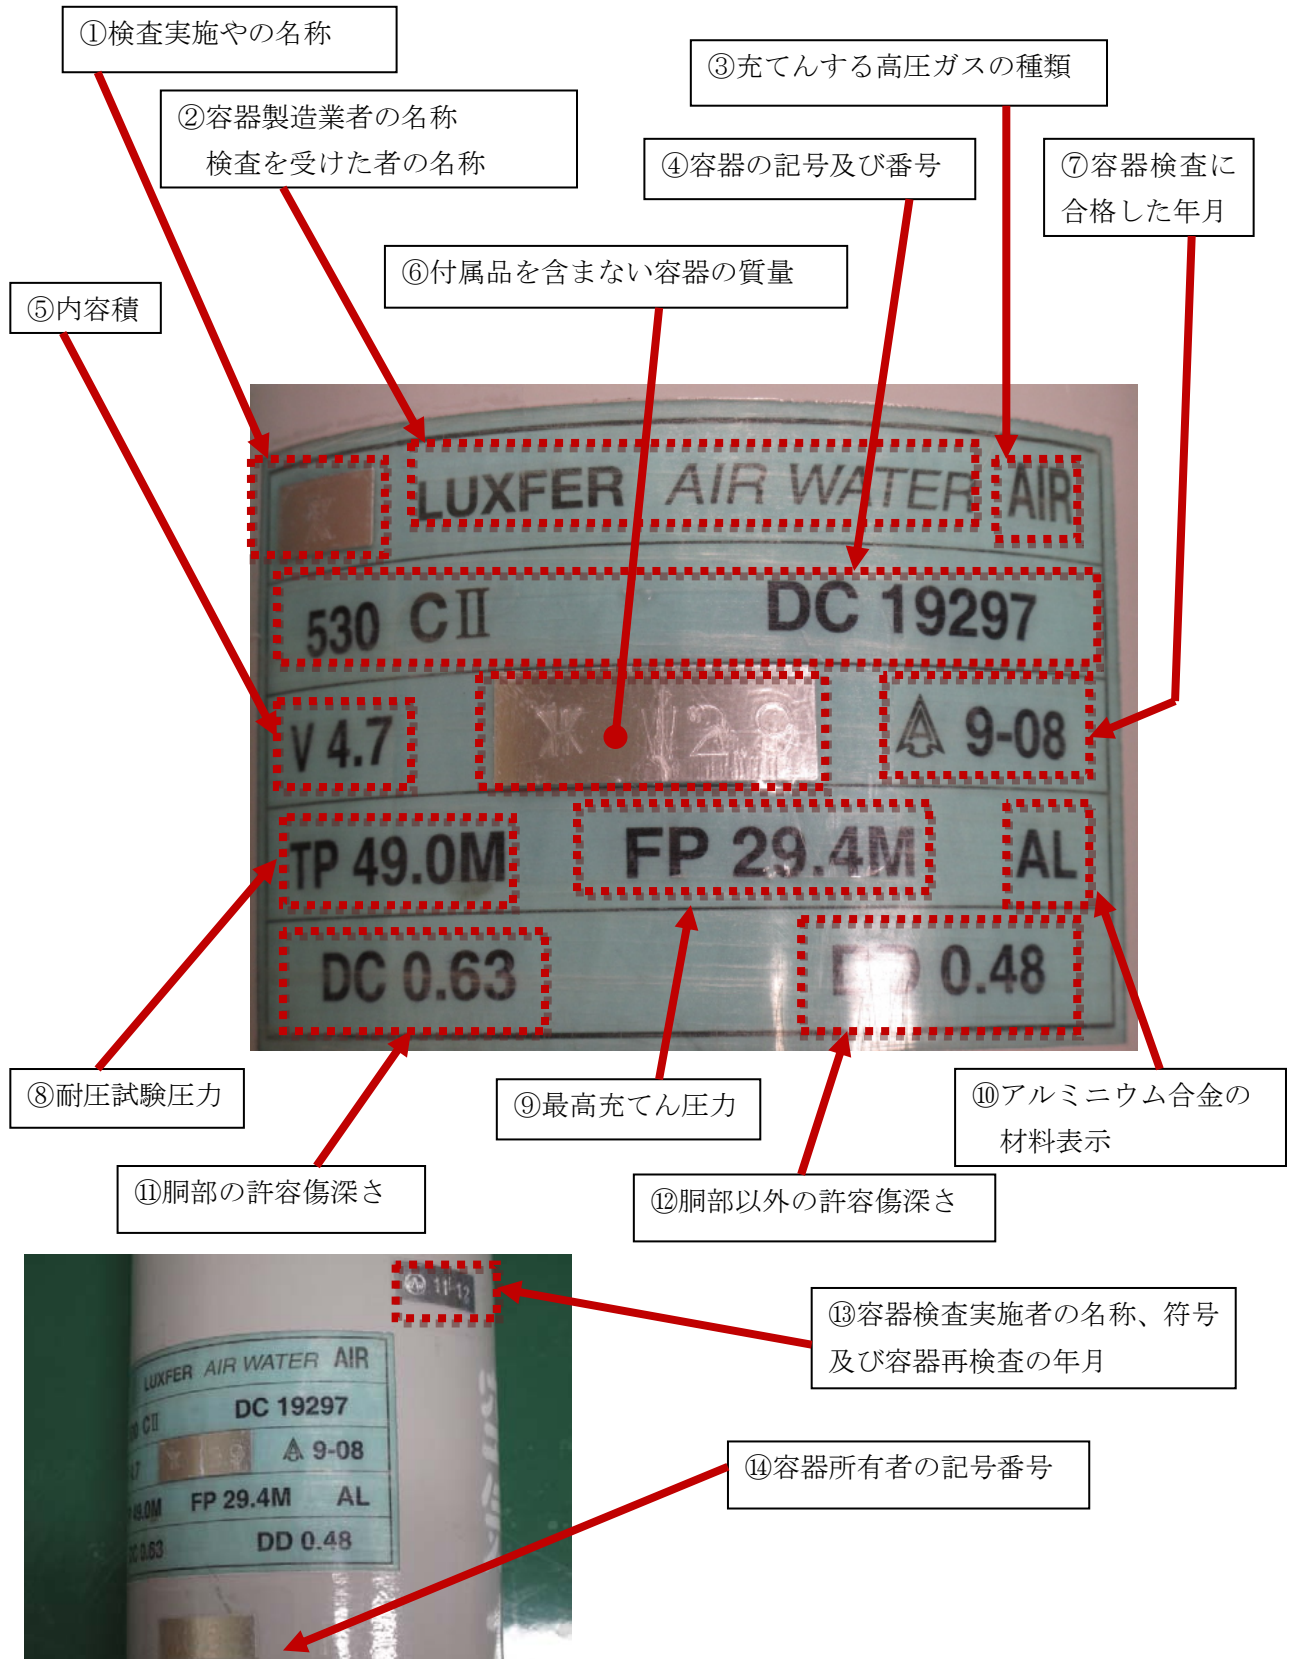 ①検査実施やの名称
③充てんする高圧ガスの種類
②容器製造業者の名称
検査を受けた者の名称
④容器の記号及び番号
⑦容器検査に
合格した年月
⑥付属品を含まない容器の質量
⑤内容積
LUXFER AIR WATER AIR
530 CⅡ DC 19297
V 4.7
9-08
TP 49.0M FP 29.4M AL
DC 0.63 DD 0.48
⑧耐圧試験圧力
⑨最高充てん圧力
⑩アルミニウム合金の
材料表示
⑪胴部の許容傷深さ
⑫胴部以外の許容傷深さ
11-12
⑬容器検査実施者の名称、符号
及び容器再検査の年月
LUXFER AIR WATER AIR
CⅡ DC 19297
9-08
49.0M FP 29.4M AL
DC 0.63 DD 0.48
⑭容器所有者の記号番号